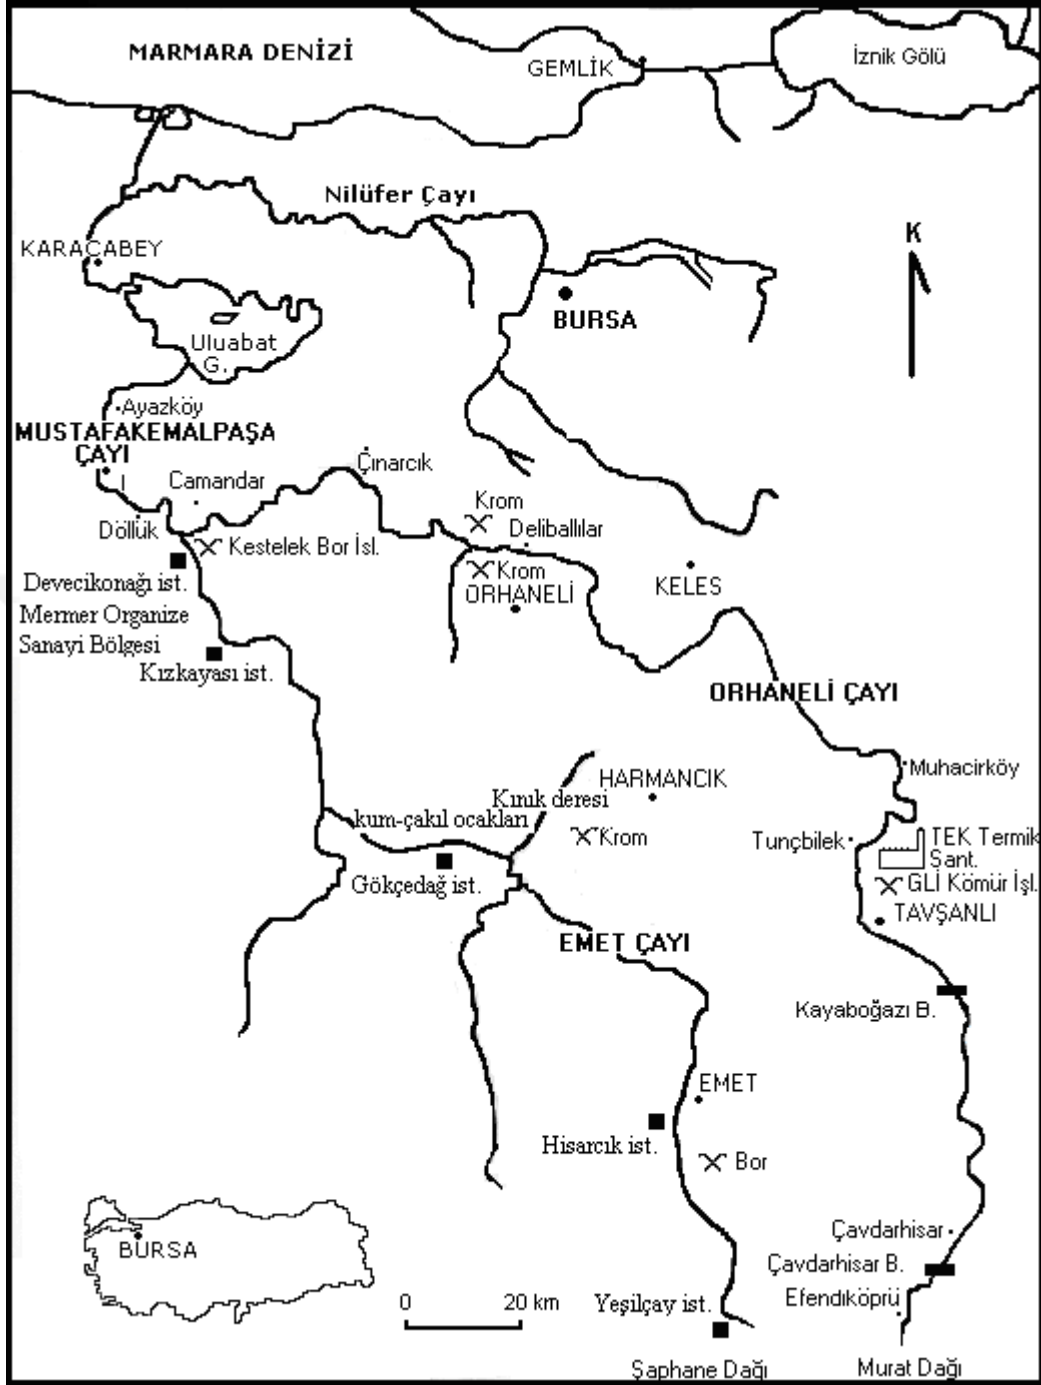 MARMARA DENİZİ
GEMLİK
İznik Gölü
Nilüfer Çayı
K
KARACABEY
BURSA
Uluabat
G.
Ayazköy
MUSTAFAKEMALPAŞA
ÇAYI
Çınarcık
Camandar
Krom
Döllük
Deliballılar
Kestelek Bor İsl.
Krom
KELES
Devecikonağı ist.
ORHANELİ
Mermer Organize
Sanayi Bölgesi
Kızkayası ist.
ORHANELİ ÇAYI
Muhacirköy
HARMANCIK
Kınık deresi
kum-çakıl ocakları
Krom
Tunçbilek
TEK Termik
Sant.
Gökçedağ ist.
GLİ Kömür İşl.
TAVŞANLI
EMET ÇAYI
Kayaboğazı B.
EMET
Hisarcık ist.
Bor
BURSA
Çavdarhisar
Çavdarhisar B.
0 20 km
Yeşilçay ist.
Efendıköprü
Şaphane Dağı
Murat Dağı